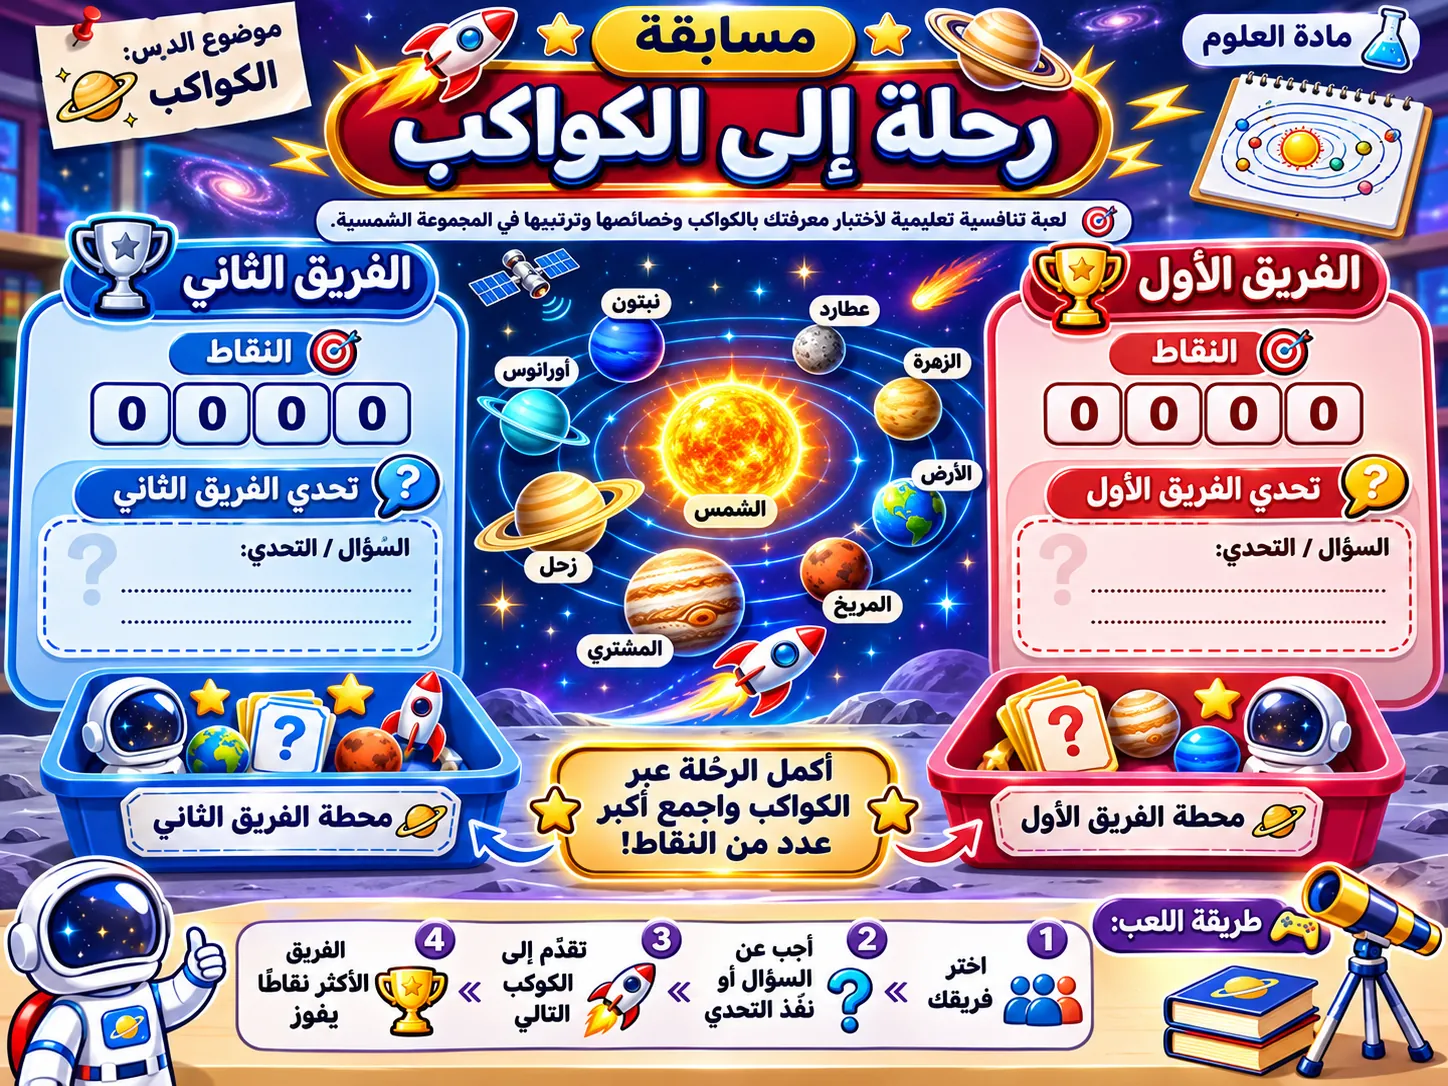 مسابقة
رحلة إلى الكواكب
لعبة تنافسية تعليمية لأختبار معرفتك بالكواكب وخصائصها وترتيبها في المجموعة الشمسية.
مادة العلوم
موضوع الدرس:
الكواكب
الفريق الأول
النقاط
0 0 0 0
تحدي الفريق الأول
?
السؤال / التحدي:
?
عطارد
الزهرة
الأرض
المريخ
المشتري
زحل
أورانوس
نبتون
الشمس
الفريق الثاني
النقاط
0 0 0 0
تحدي الفريق الثاني
?
السؤال / التحدي:
?
?
محطة الفريق الأول
أكمل الرحلة عبر
الكواكب واجمع أكبر
عدد من النقاط!
?
محطة الفريق الثاني
طريقة اللعب:
1
اختر
فريقك
»
2
أجب عن
السؤال أو
نفّذ التحدي
?
»
3
تقدّم إلى
الكوكب
التالي
»
4
الفريق
الأكثر نقاطًا
يفوز